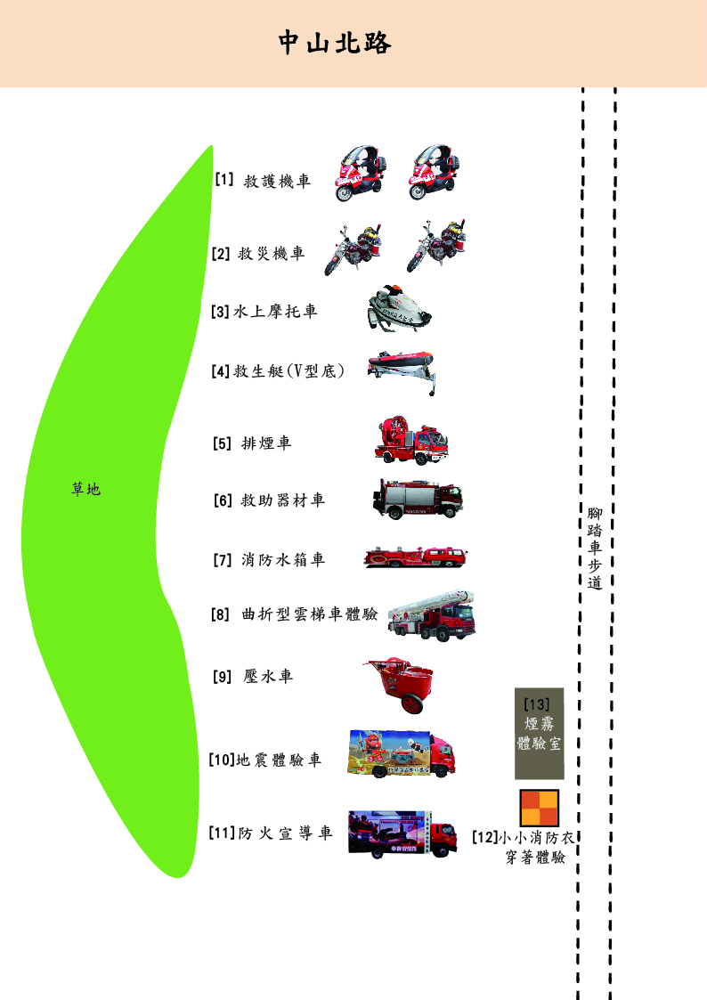 中山北路
[1] 救護機車
[2] 救災機車
[3]水上摩托車
[4]救生艇(V型底)
[5] 排煙車
草地
[6] 救助器材車
腳踏車步道
[7] 消防水箱車
[8] 曲折型雲梯車體驗
[9] 壓水車
[13]
煙霧
體驗室
[10]地震體驗車
[11]防火宣導車
[12]小小消防衣
穿著體驗